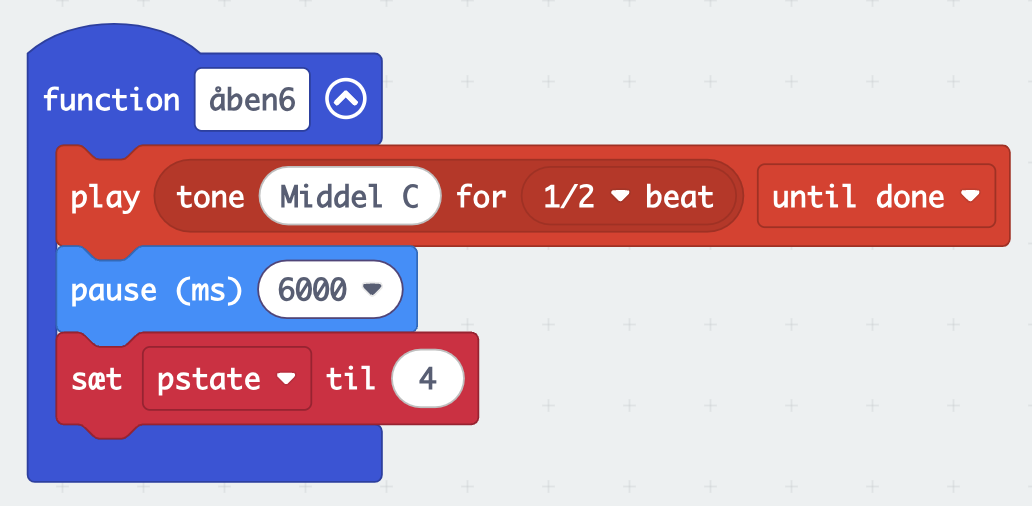 function åben6
play tone Middel C for 1/2 beat until done
pause (ms) 6000
sæt pstate til 4